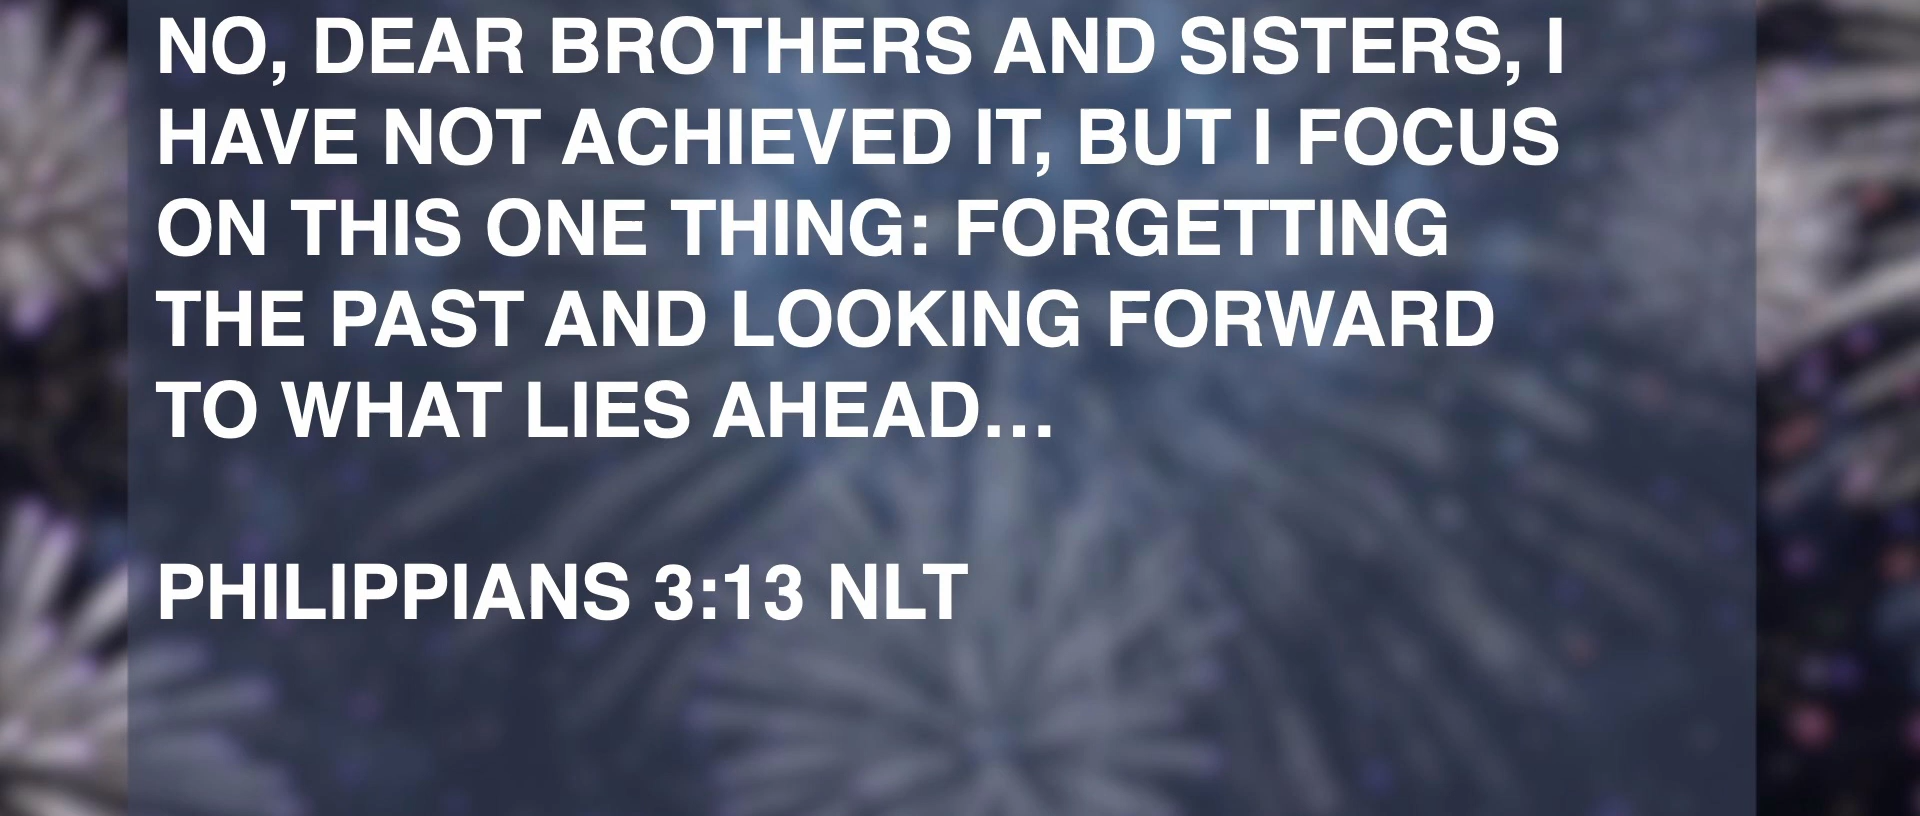 NO, DEAR BROTHERS AND SISTERS, I
HAVE NOT ACHIEVED IT, BUT I FOCUS
ON THIS ONE THING: FORGETTING
THE PAST AND LOOKING FORWARD
TO WHAT LIES AHEAD…
PHILIPPIANS 3:13 NLT